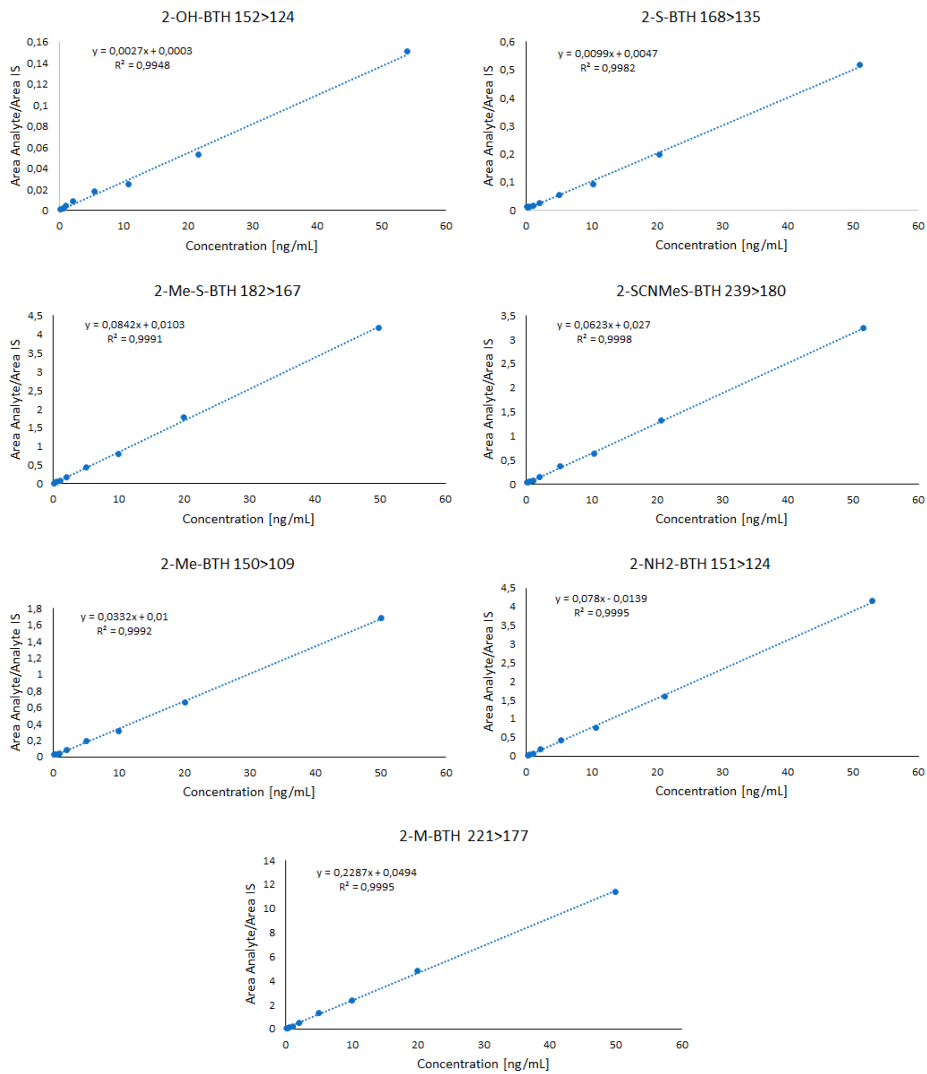 2-OH-BTH 152>124
y = 0,0027x + 0,0003
R² = 0,9948
Area Analyte/Area IS
0,16
0,14
0,12
0,1
0,08
0,06
0,04
0,02
0
0 10 20 30 40 50 60
Concentration [ng/mL]
2-S-BTH 168>135
y = 0,0099x + 0,0047
R² = 0,9982
Area Analyte/Area IS
0,6
0,5
0,4
0,3
0,2
0,1
0
0 10 20 30 40 50 60
Concentration [ng/mL]
2-Me-S-BTH 182>167
y = 0,0842x + 0,0103
R² = 0,9991
Area Analyte/Area IS
4,5
4
3,5
3
2,5
2
1,5
1
0,5
0
0 10 20 30 40 50 60
Concentration [ng/mL]
2-SCNMeS-BTH 239>180
y = 0,0623x + 0,027
R² = 0,9998
Area Analyte/Area IS
3,5
3
2,5
2
1,5
1
0,5
0
0 10 20 30 40 50 60
Concentration [ng/mL]
2-Me-BTH 150>109
y = 0,0332x + 0,01
R² = 0,9992
Area Analyte/Analyte IS
1,8
1,6
1,4
1,2
1
0,8
0,6
0,4
0,2
0
0 10 20 30 40 50 60
Concentration [ng/mL]
2-NH2-BTH 151>124
y = 0,078x - 0,0139
R² = 0,9995
Area Analyte/Area IS
4,5
4
3,5
3
2,5
2
1,5
1
0,5
0
0 10 20 30 40 50 60
Concentration [ng/mL]
2-M-BTH 221>177
y = 0,2287x + 0,0494
R² = 0,9995
Area Analyte/Area IS
14
12
10
8
6
4
2
0
0 10 20 30 40 50 60
Concentration [ng/mL]